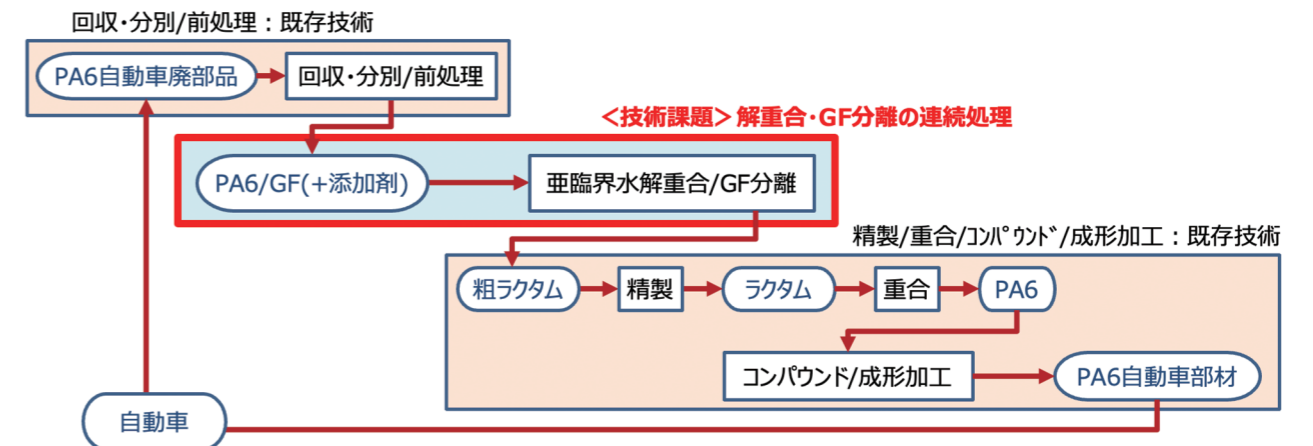 回収・分別/前処理：既存技術
PA6自動車廃部品
回収・分別/前処理
＜技術課題＞解重合・GF分離の連続処理
PA6/GF(+添加剤)
亜臨界水解重合/GF分離
精製/重合/ｺﾝﾊﾟｳﾝﾄﾞ/成形加工：既存技術
粗ラクタム
精製
ラクタム
重合
PA6
コンパウンド/成形加工
PA6自動車部材
自動車